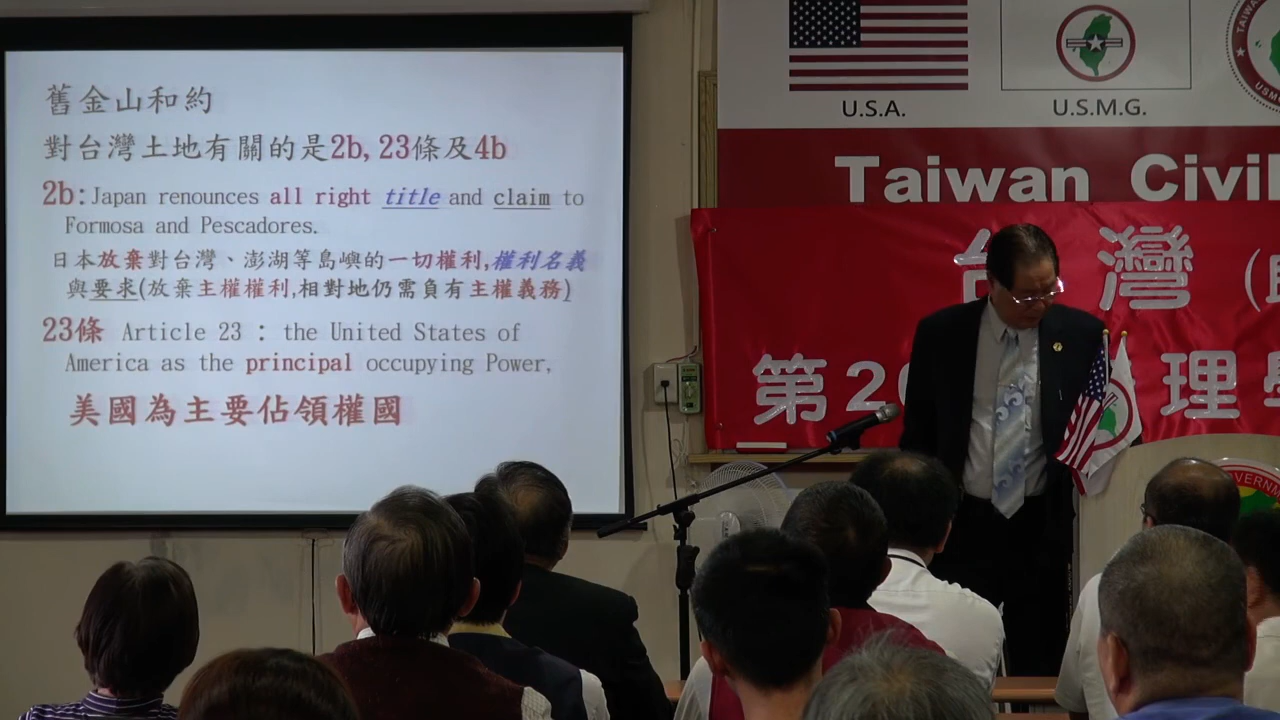 舊金山和約
對台灣土地有關的是2b, 23條及4b
2b: Japan renounces all right title and claim to
Formosa and Pescadores.
日本放棄對台灣、澎湖等島嶼的一切權利,權利名義
與要求(放棄主權權利,相對地仍需負有主權義務)
23條 Article 23 : the United States of
America as the principal occupying Power,
美國為主要佔領權國
U.S.A.
U.S.M.G.
Taiwan Civil
台灣
第20
理學